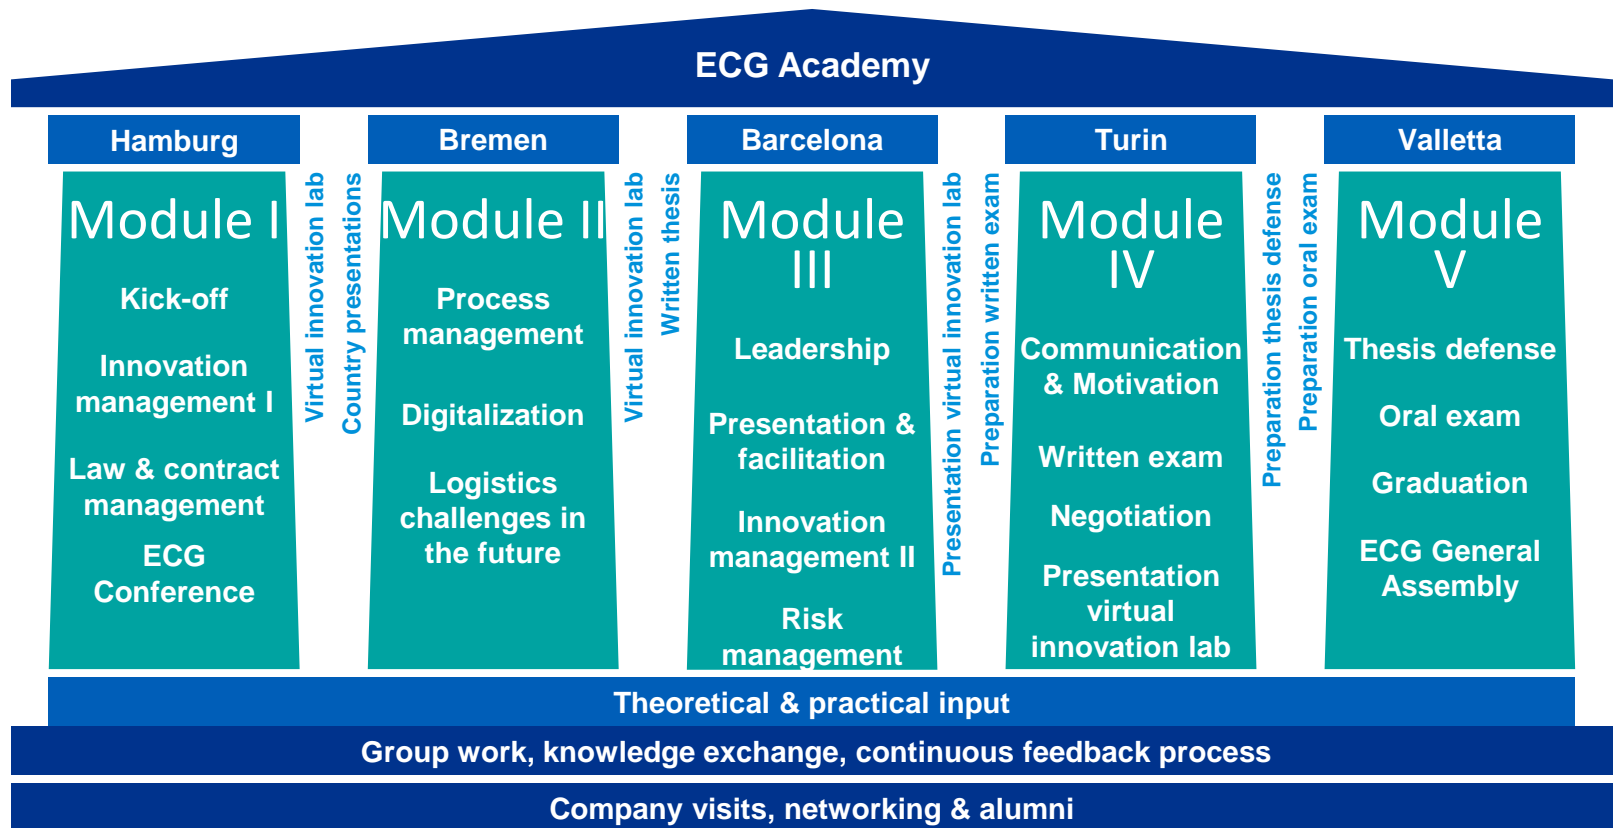 ECG Academy
Hamburg
Module I
Kick-off
Innovation
management I
Law & contract
management
ECG
Conference
Virtual innovation lab
Country presentations
Bremen
Module II
Process
management
Digitalization
Logistics
challenges in
the future
Virtual innovation lab
Written thesis
Barcelona
Module
III
Leadership
Presentation &
facilitation
Innovation
management II
Risk
management
Presentation virtual innovation lab
Preparation written exam
Turin
Module
IV
Communication
& Motivation
Written exam
Negotiation
Presentation
virtual
innovation lab
Preparation thesis defense
Preparation oral exam
Valletta
Module
V
Thesis defense
Oral exam
Graduation
ECG General
Assembly
Theoretical & practical input
Group work, knowledge exchange, continuous feedback process
Company visits, networking & alumni